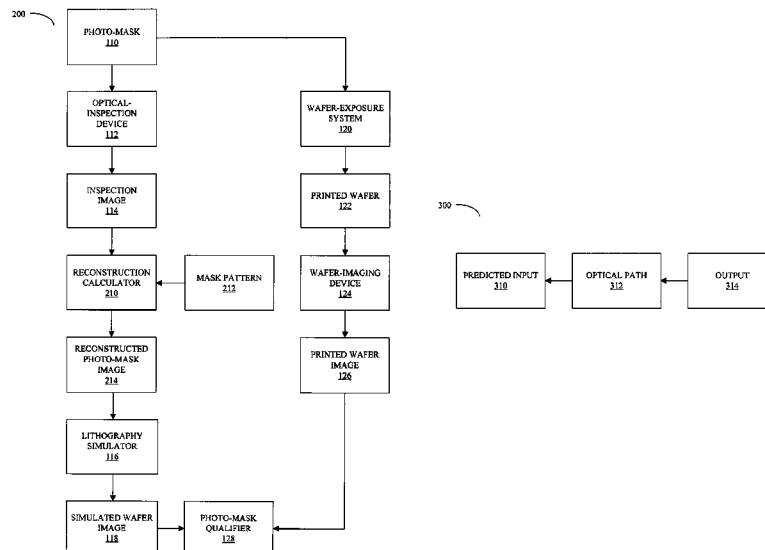 200
PHOTO-MASK
110
OPTICAL-
INSPECTION
DEVICE
112
WAFER-EXPOSURE
SYSTEM
120
INSPECTION
IMAGE
114
PRINTED WAFER
122
RECONSTRUCTION
CALCULATOR
210
MASK PATTERN
212
WAFER-IMAGING
DEVICE
124
RECONSTRUCTED
PHOTO-MASK
IMAGE
214
PRINTED WAFER
IMAGE
126
LITHOGRAPHY
SIMULATOR
116
SIMULATED WAFER
IMAGE
118
PHOTO-MASK
QUALIFIER
128
300
PREDICTED INPUT
310
OPTICAL PATH
312
OUTPUT
314